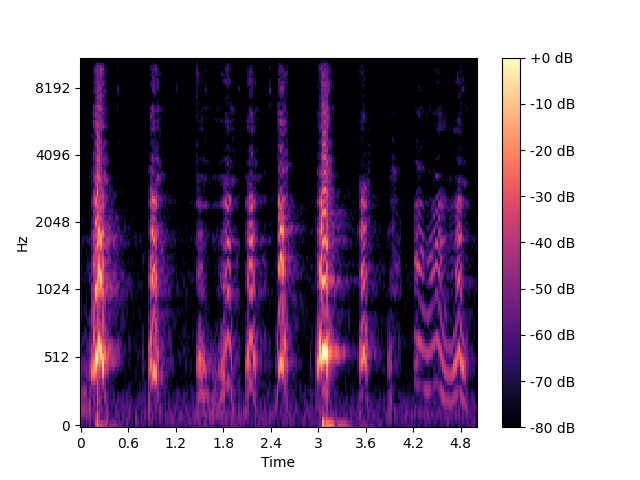 Hz
8192
4096
2048
1024
512
0
0 0.6 1.2 1.8 2.4 3 3.6 4.2 4.8
Time
+0 dB
-10 dB
-20 dB
-30 dB
-40 dB
-50 dB
-60 dB
-70 dB
-80 dB